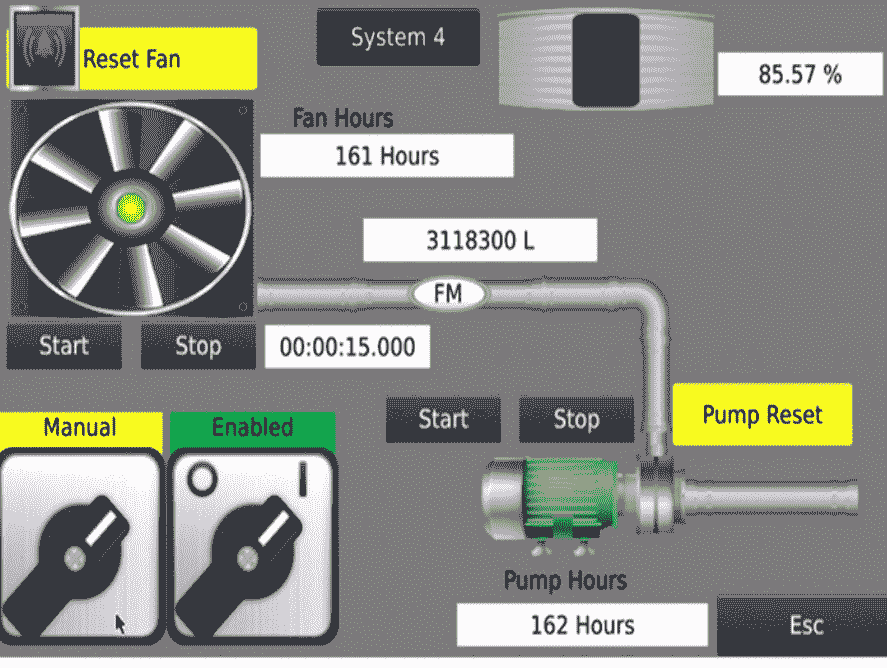 Reset Fan
System 4
85.57 %
Fan Hours
161 Hours
3118300 L
FM
Start
Stop
00:00:15.000
Start
Stop
Pump Reset
Manual
Enabled
O I
Pump Hours
162 Hours
Esc